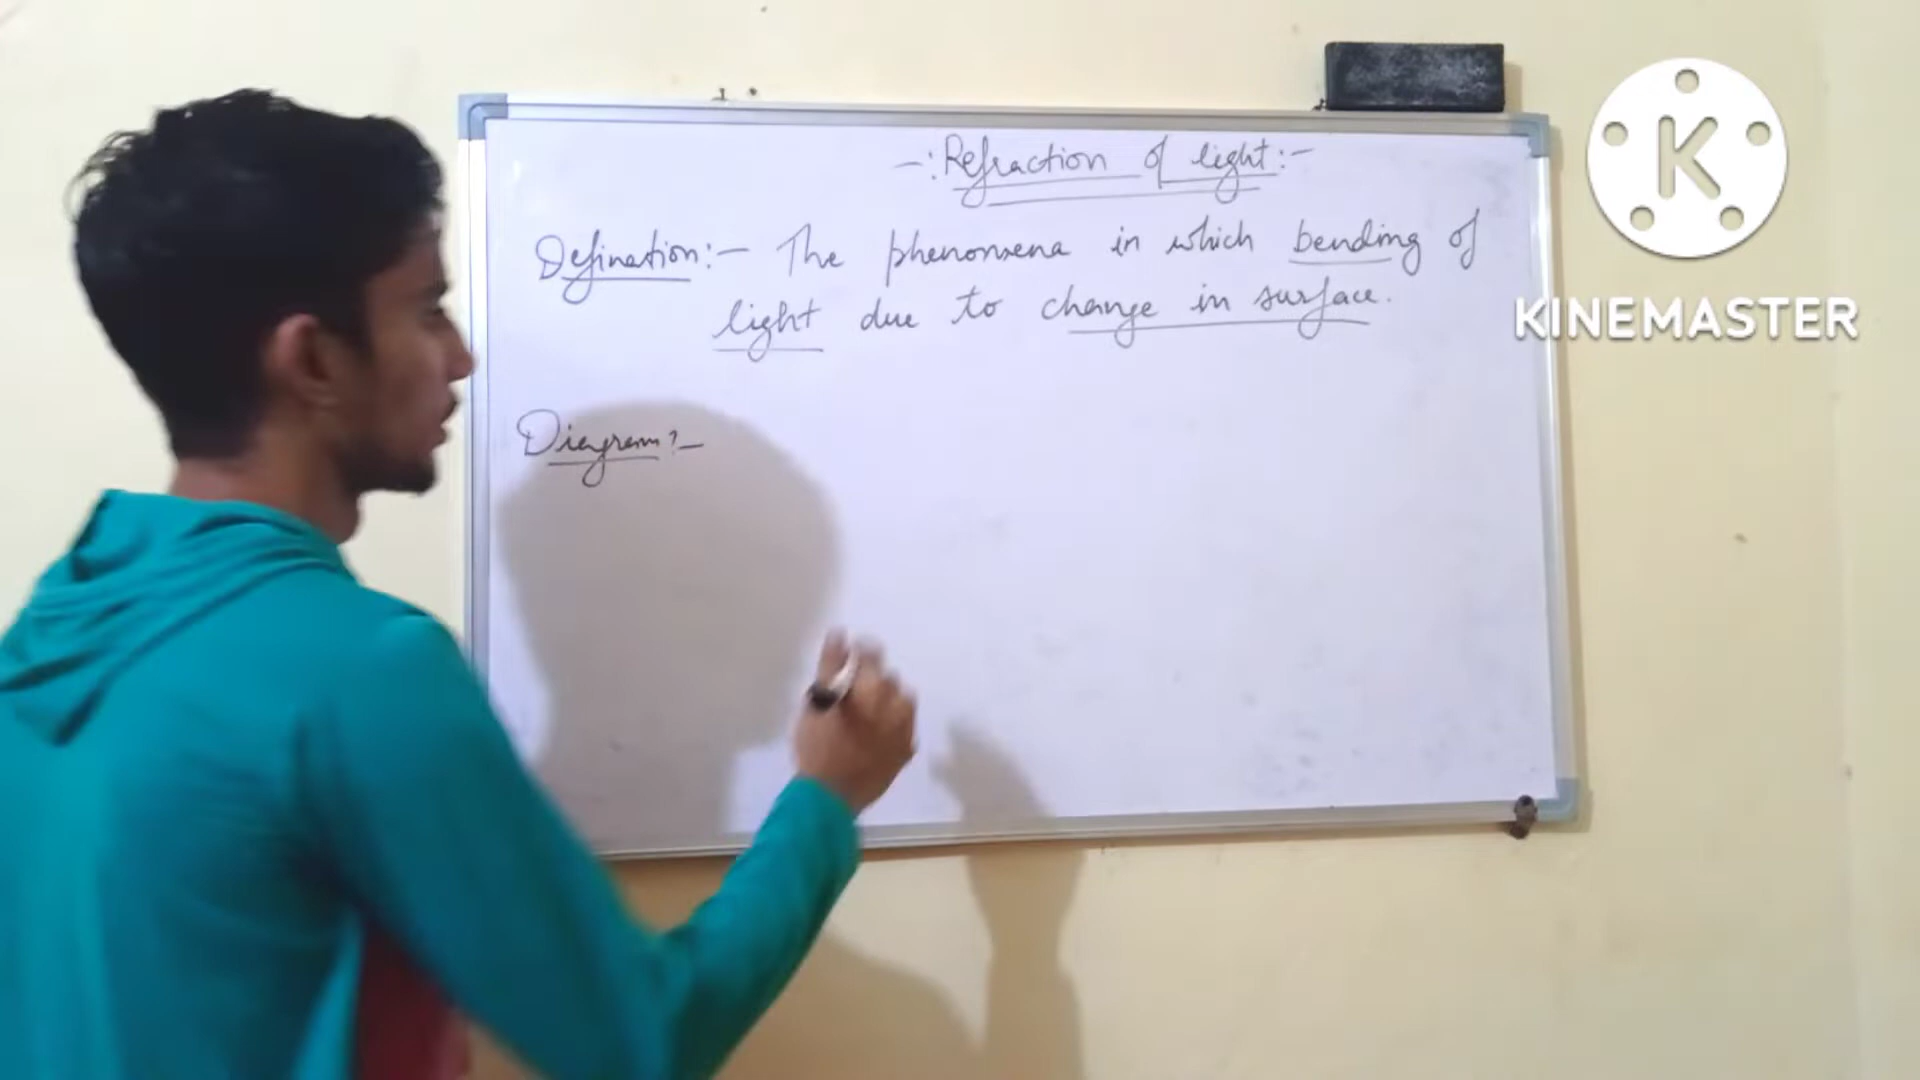 -: Refraction of light :-
Defination:- The phenomena in which bending of
light due to change in surface.
Diagram:-
K
KINEMASTER